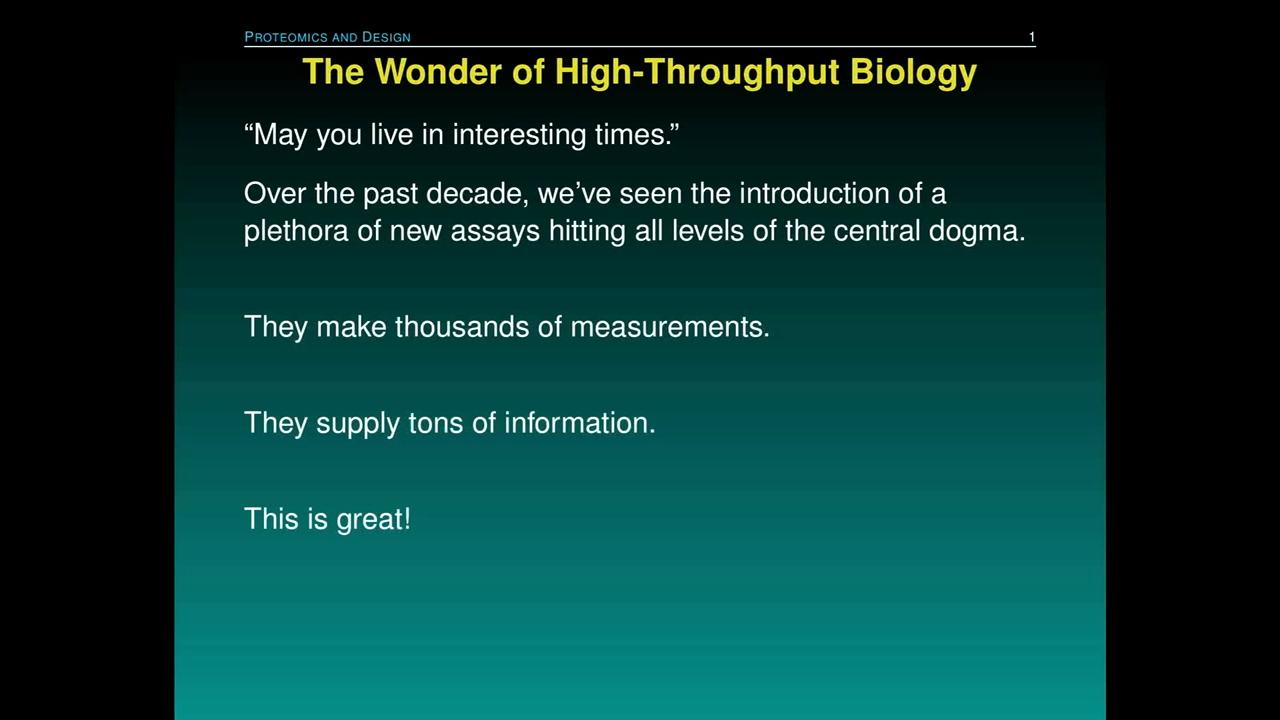 PROTEOMICS AND DESIGN 1
The Wonder of High-Throughput Biology
“May you live in interesting times.”
Over the past decade, we’ve seen the introduction of a
plethora of new assays hitting all levels of the central dogma.
They make thousands of measurements.
They supply tons of information.
This is great!